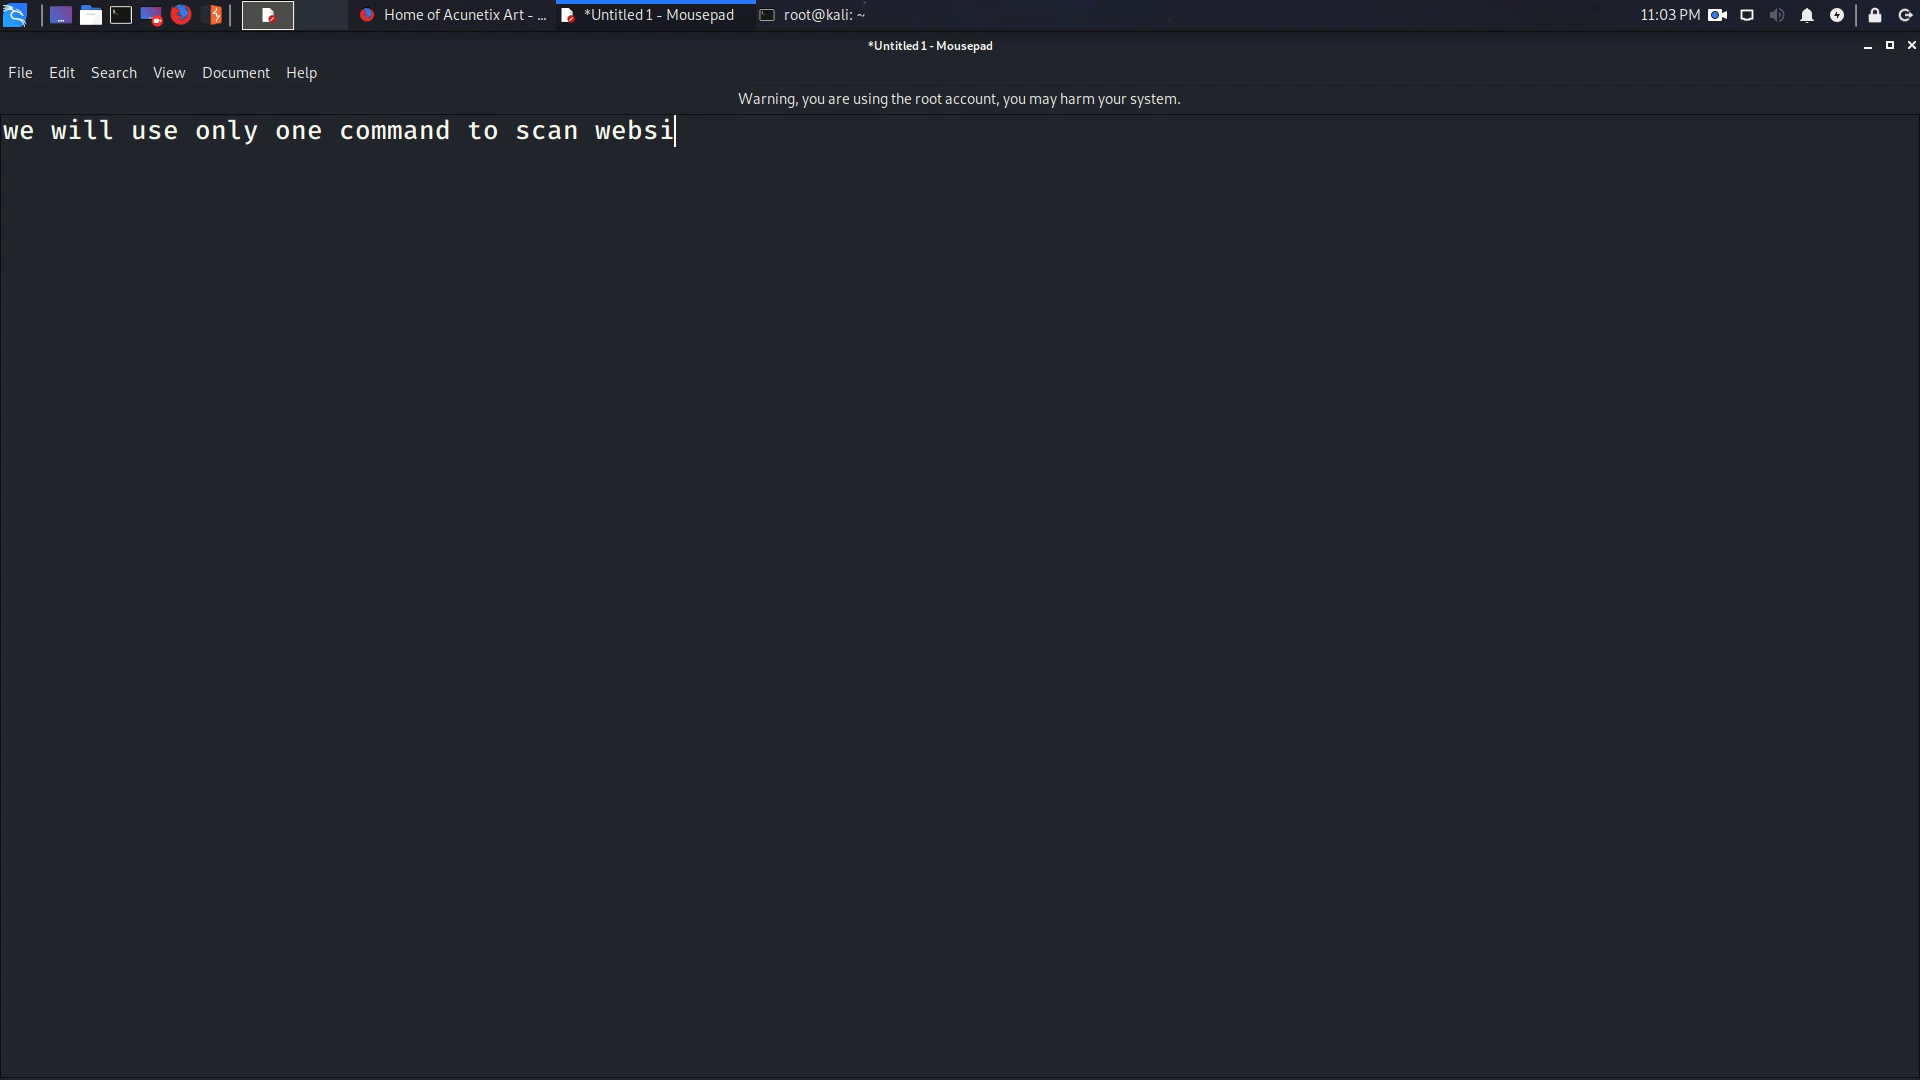 Home of Acunetix Art - ...
*Untitled 1 - Mousepad
root@kali: ~
11:03 PM
*Untitled 1 - Mousepad
File Edit Search View Document Help
Warning, you are using the root account, you may harm your system.
we will use only one command to scan websi